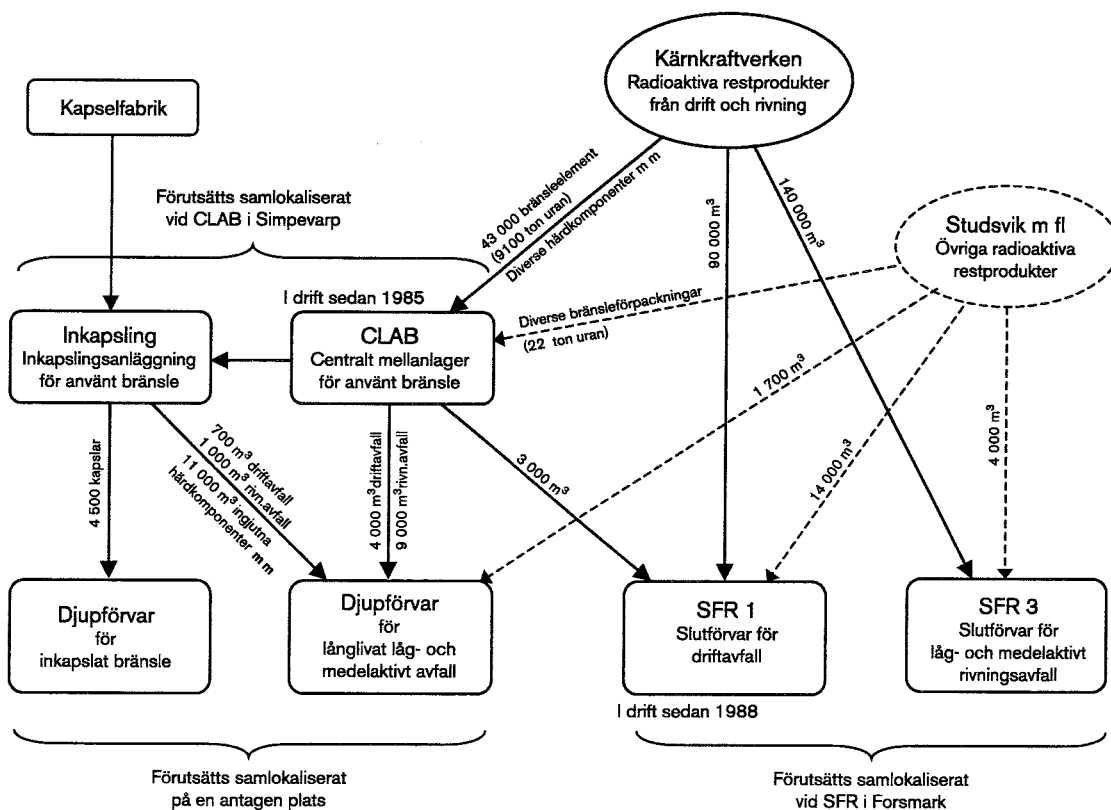 Kärnkraftverken
Radioaktiva restprodukter
från drift och rivning
Kapselfabrik
Förutsätts samlokaliserat
vid CLAB i Simpevarp
43 000 bränsleelement
(9100 ton uran)
Diverse härdkomponenter m m
90 000 m³
140 000 m³
Studsvik m fl
Övriga radioaktiva
restprodukter
I drift sedan 1985
Inkapsling
Inkapslingsanläggning
för använt bränsle
CLAB
Centralt mellanlager
för använt bränsle
Diverse bränsleförpackningar
(22 ton uran)
1 700 m³
4 500 kapslar
700 m³ driftavfall
1 000 m³ rivn.avfall
11 000 m³ ingjutna
härdkomponenter m m
4 000 m³driftavfall
9 000 m³rivn.avfall
3 000 m³
14 000 m³
4 000 m³
Djupförvar
för
inkapslat bränsle
Djupförvar
för
långlivat låg- och
medelaktivt avfall
SFR 1
Slutförvar för
driftavfall
SFR 3
Slutförvar för
låg- och medelaktivt
rivningsavfall
I drift sedan 1988
Förutsätts samlokaliserat
på en antagen plats
Förutsätts samlokaliserat
vid SFR i Forsmark